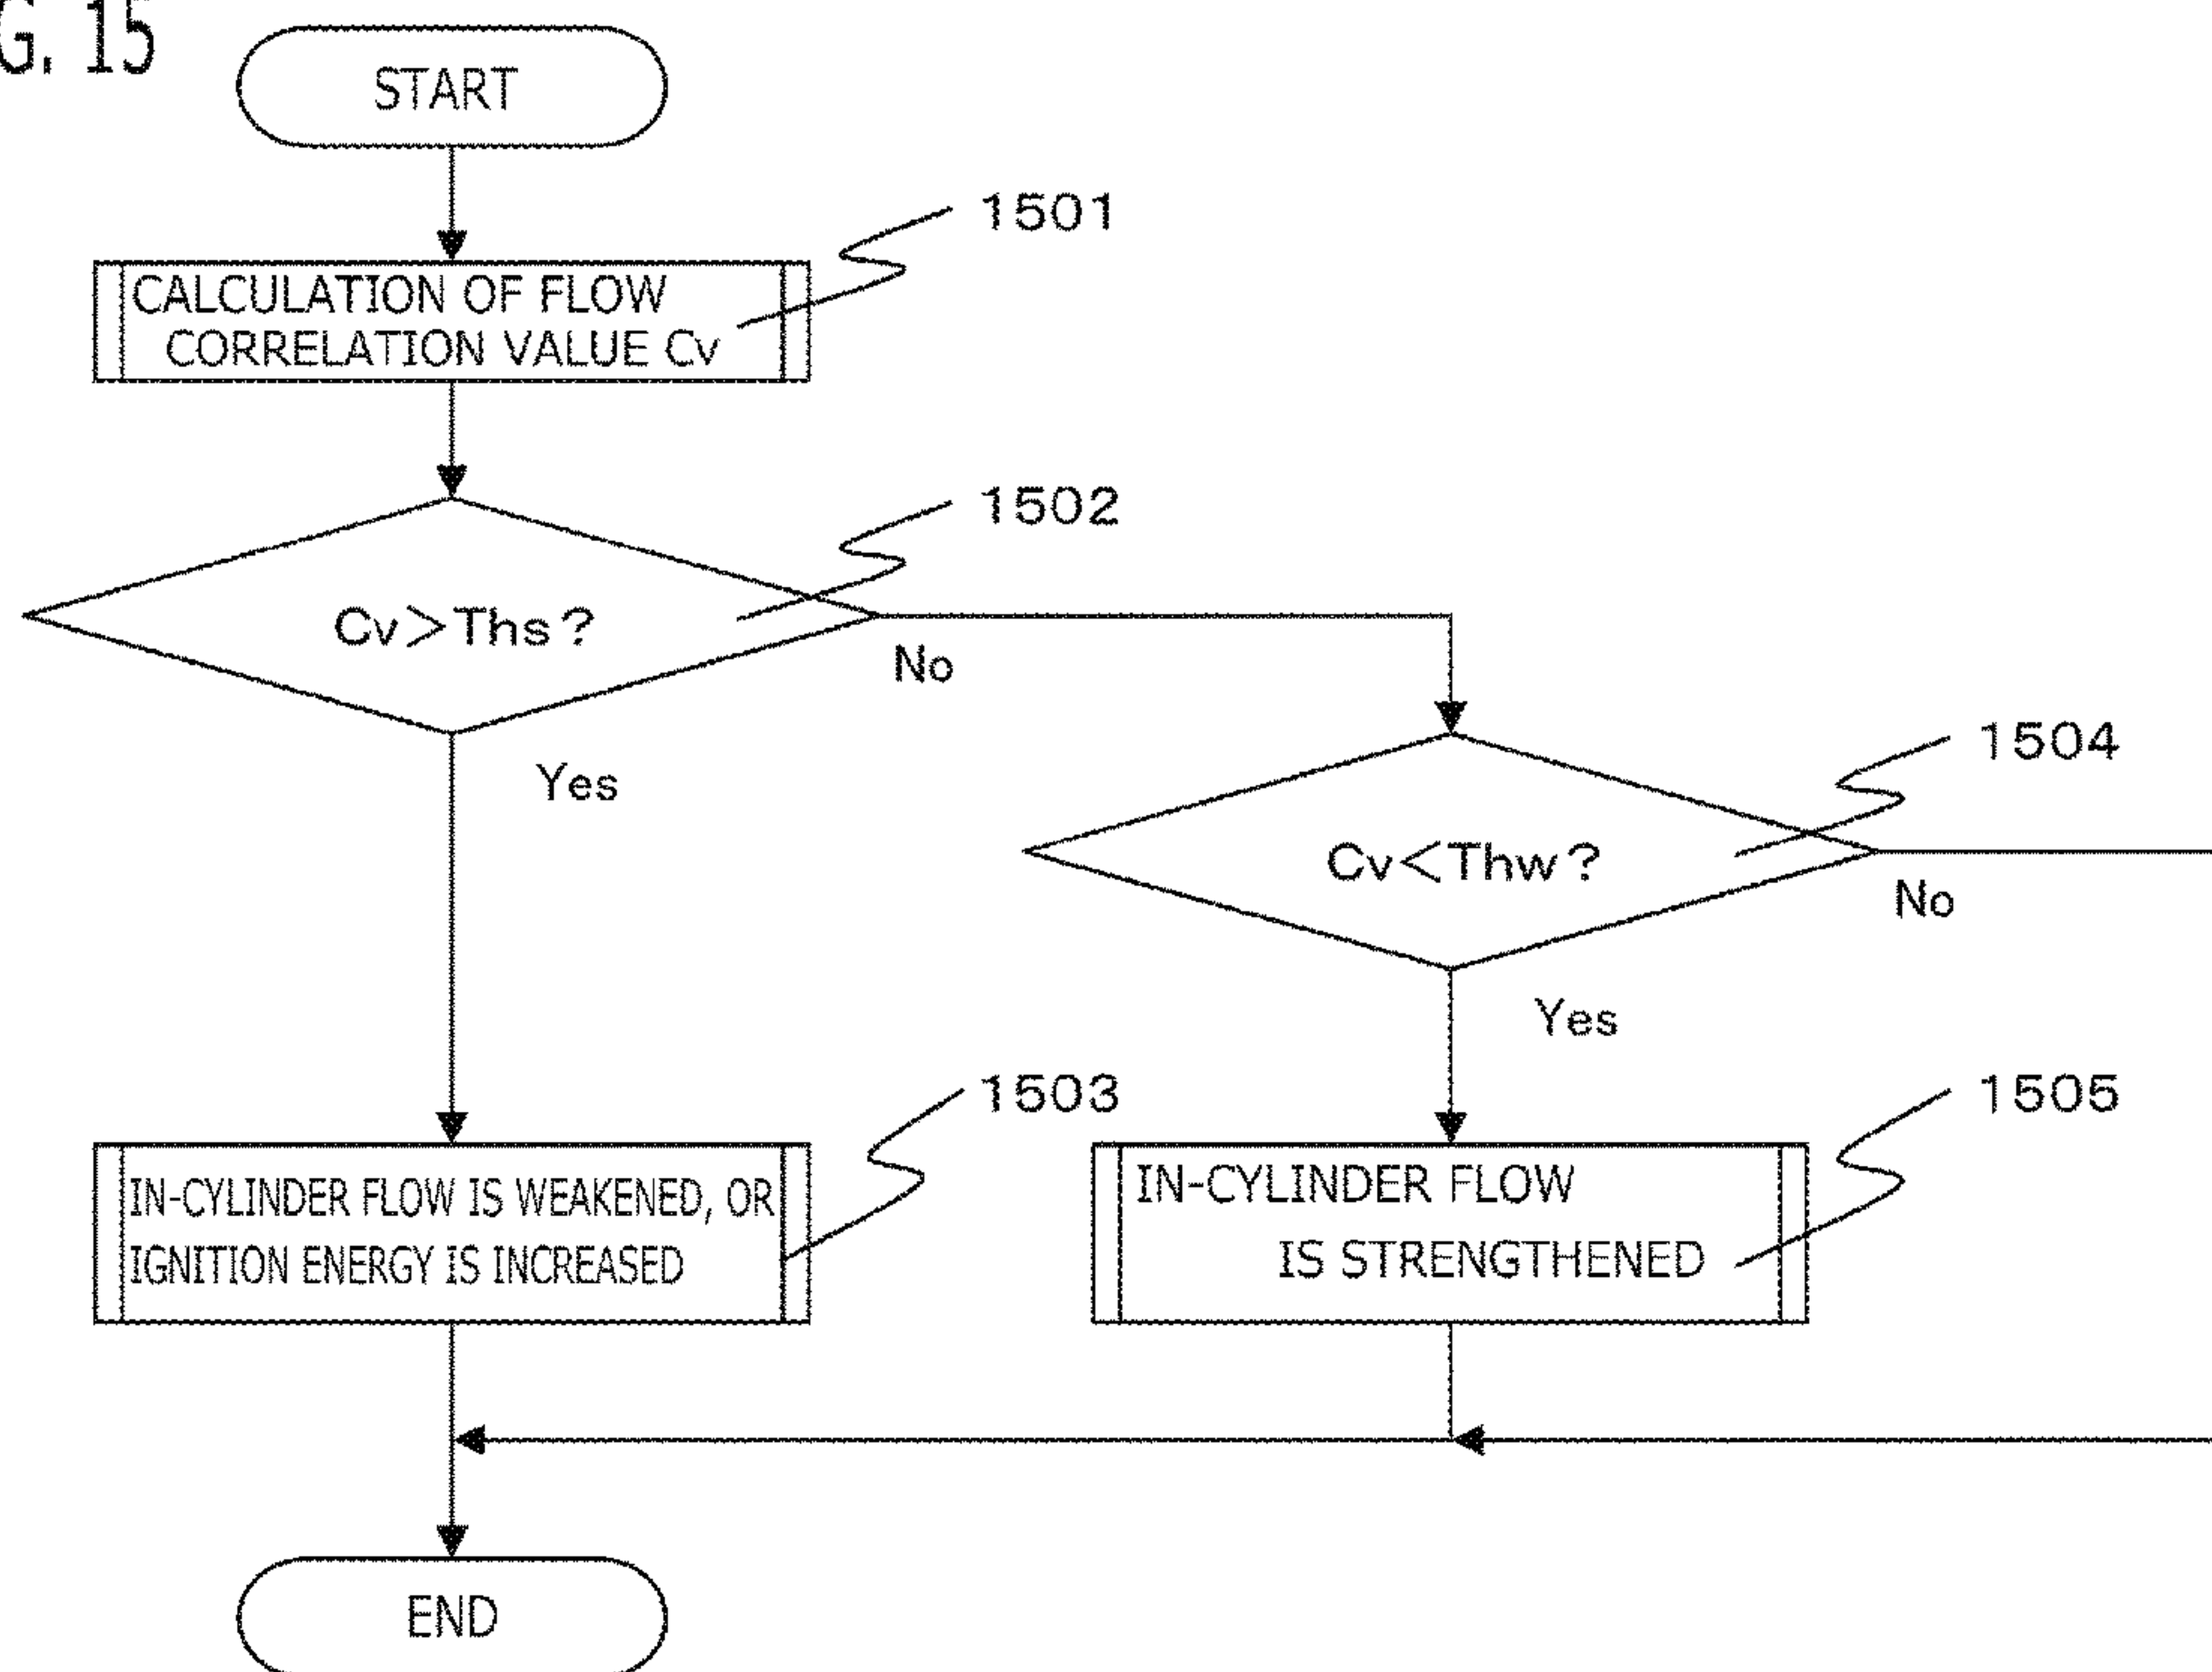 G. 15
START
1501
CALCULATION OF FLOW
CORRELATION VALUE Cv
1502
Cv>Ths?
No
Yes
1504
Cv<Thw?
No
Yes
1503
IN-CYLINDER FLOW IS WEAKENED, OR
IGNITION ENERGY IS INCREASED
1505
IN-CYLINDER FLOW
IS STRENGTHENED
END